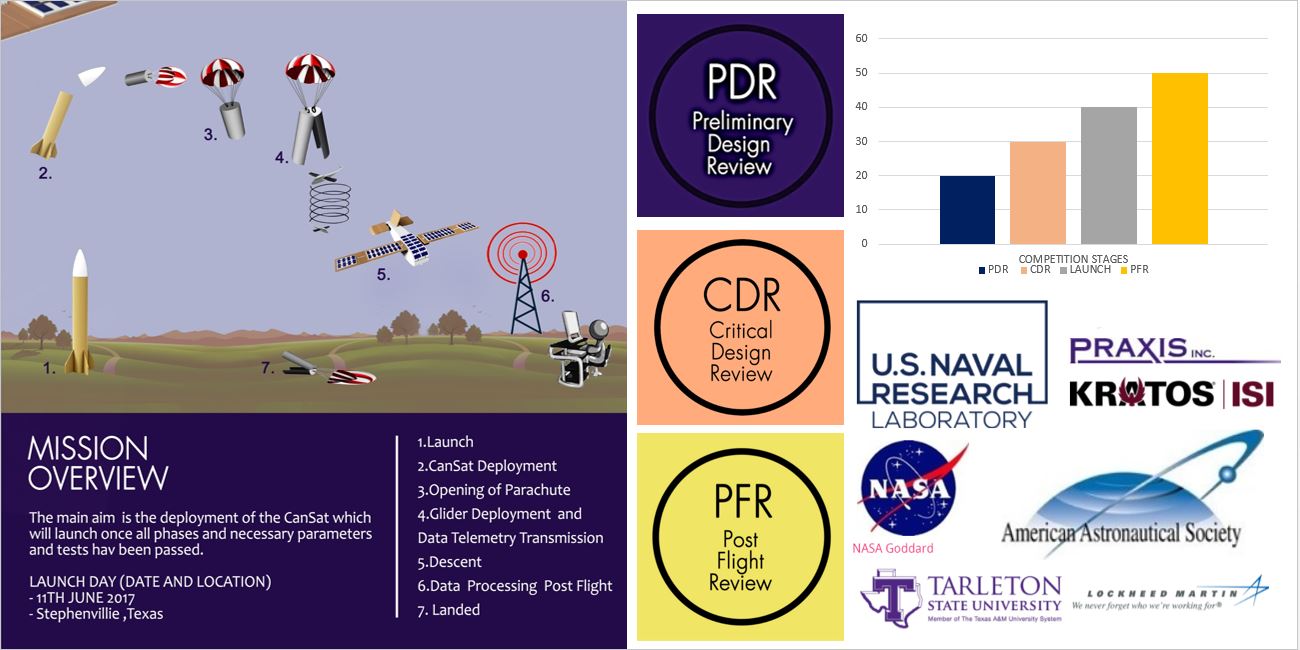 2.
3.
4.
5.
6.
1.
7.
MISSION
OVERVIEW
The main aim is the deployment of the CanSat which
will launch once all phases and necessary parameters
and tests hav been passed.
LAUNCH DAY (DATE AND LOCATION)
- 11TH JUNE 2017
- Stephenvillie ,Texas
1.Launch
2.CanSat Deployment
3.Opening of Parachute
4.Glider Deployment and
Data Telemetry Transmission
5.Descent
6.Data Processing Post Flight
7. Landed
PDR
Preliminary
Design
Review
CDR
Critical
Design
Review
PFR
Post
Flight
Review
60
50
40
30
20
10
0
COMPETITION STAGES
PDR CDR LAUNCH PFR
U.S. NAVAL
RESEARCH
LABORATORY
PRAXIS INC.
KRATOS | ISI
NASA
NASA Goddard
American Astronautical Society
TARLETON
STATE UNIVERSITY
Member of The Texas A&M University System
LOCKHEED MARTIN
We never forget who we're working for®